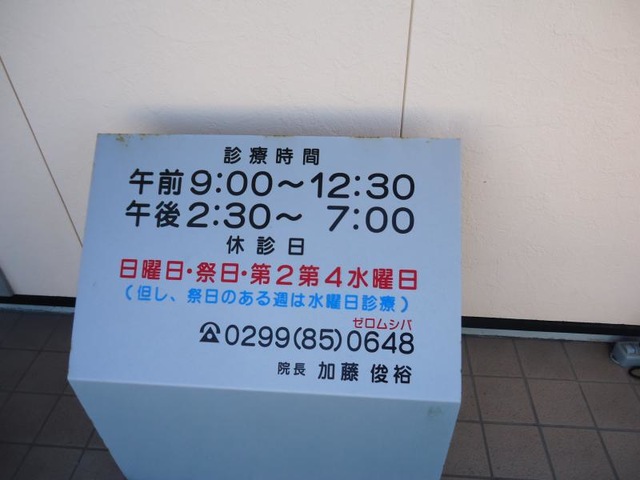 診療時間
午前9:00～12:30
午後2:30～ 7:00
休診日
日曜日・祭日・第2第4水曜日
(但し、祭日のある週は水曜日診療)
ゼロムシバ
☎0299(85)0648
院長 加藤 俊裕